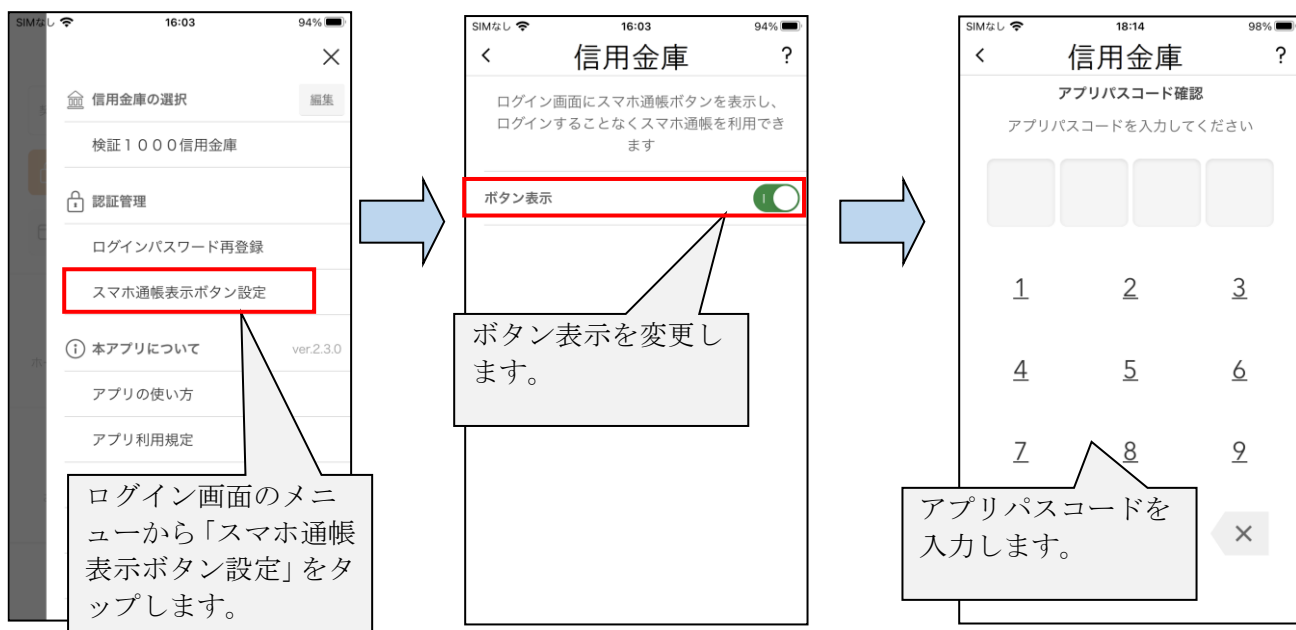 SIMなし 16:03 94%
信用金庫の選択 編集
検証１０００信用金庫
認証管理
ログインパスワード再登録
スマホ通帳表示ボタン設定
本アプリについて ver.2.3.0
アプリの使い方
アプリ利用規定
ログイン画面のメニ
ューから「スマホ通帳
表示ボタン設定」をタ
ップします。
SIMなし 16:03 94%
< 信用金庫 ?
ログイン画面にスマホ通帳ボタンを表示し、
ログインすることなくスマホ通帳を利用でき
ます
ボタン表示
ボタン表示を変更し
ます。
SIMなし 18:14 98%
< 信用金庫 ?
アプリパスコード確認
アプリパスコードを入力してください
1 2 3
4 5 6
7 8 9
アプリパスコードを
入力します。